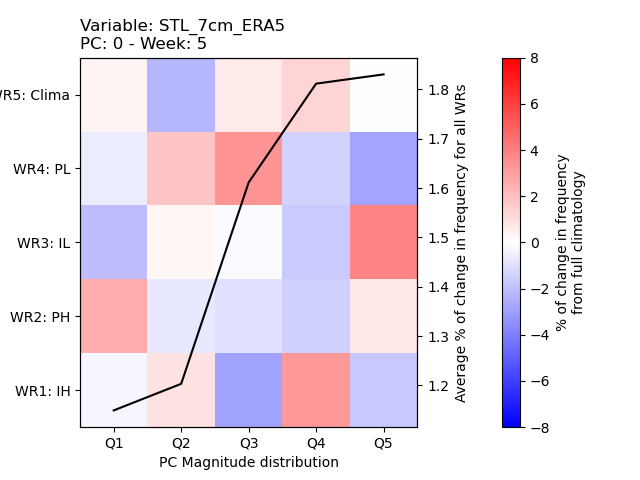 Variable: STL_7cm_ERA5
PC: 0 - Week: 5
WR5: Clima
WR4: PL
WR3: IL
WR2: PH
WR1: IH
Q1 Q2 Q3 Q4 Q5
PC Magnitude distribution
1.8
1.7
1.6
1.5
1.4
1.3
1.2
Average % of change in frequency for all WRs
8
6
4
2
0
−2
−4
−6
−8
% of change in frequency
from full climatology